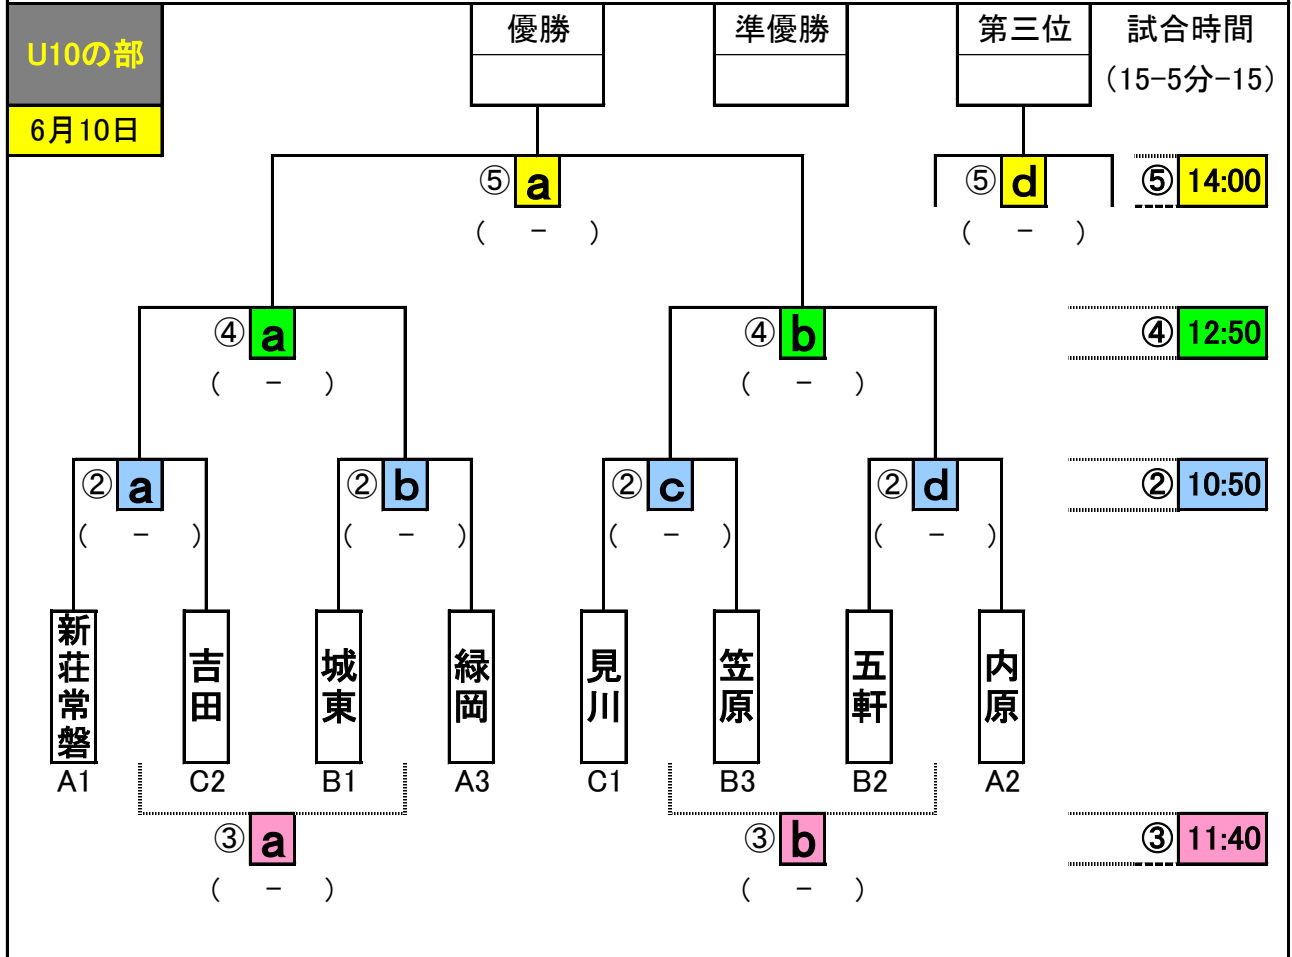 U10の部
優勝
準優勝
第三位
試合時間
(15-5分-15)
6月10日
⑤ a
⑤ d
⑤ 14:00
( - )
( - )
④ a
④ b
④ 12:50
( - )
( - )
② a
② b
② c
② d
② 10:50
( - )
( - )
( - )
( - )
新荘常磐
吉田
城東
緑岡
見川
笠原
五軒
内原
A1
C2
B1
A3
C1
B3
B2
A2
③ a
③ b
③ 11:40
( - )
( - )